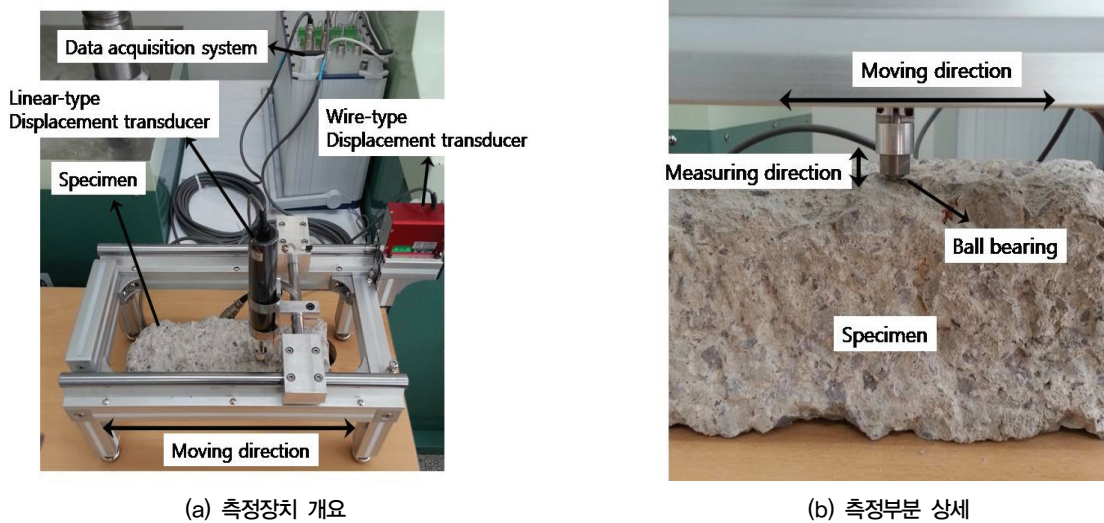 Data acquisition system
Linear-type
Displacement transducer
Wire-type
Displacement transducer
Specimen
Moving direction
(a) 측정장치 개요
Moving direction
Measuring direction
Ball bearing
Specimen
(b) 측정부분 상세